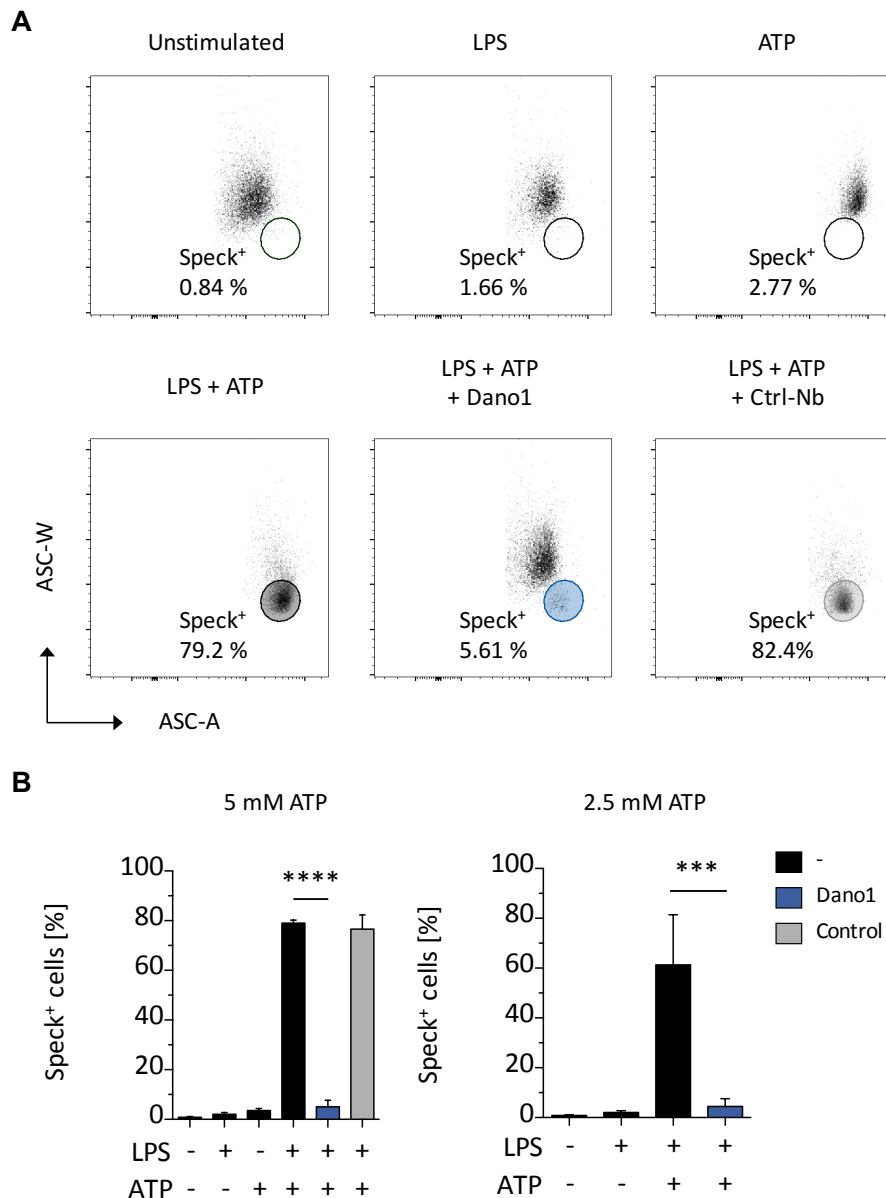 A
Unstimulated
LPS
ATP
Speck⁺
0.84 %
Speck⁺
1.66 %
Speck⁺
2.77 %
LPS + ATP
LPS + ATP
+ Dano1
LPS + ATP
+ Ctrl-Nb
Speck⁺
79.2 %
Speck⁺
5.61 %
Speck⁺
82.4%
ASC-W
ASC-A
B
5 mM ATP
2.5 mM ATP
Speck⁺ cells [%]
100
80
60
40
20
0
****
LPS - + - + + +
ATP - - + + + +
Speck⁺ cells [%]
100
80
60
40
20
0
***
LPS - + + +
ATP - - + +
-
Dano1
Control